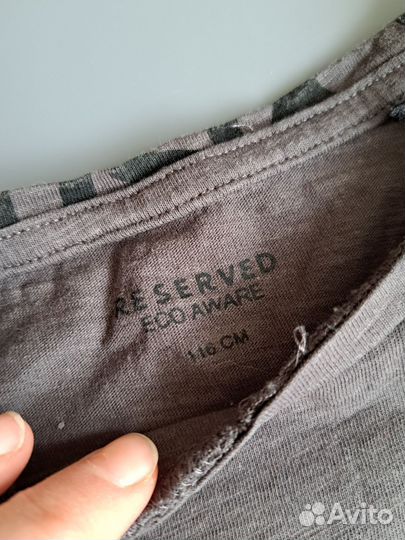 RESERVED
ECO AWARE
116 CM
Avito